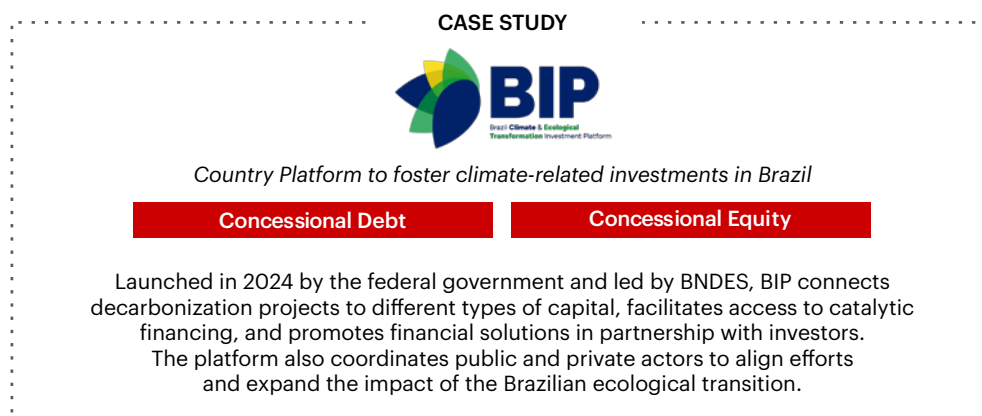 CASE STUDY
BIP
Brazil Climate & Ecological
Transformation Investment Platform
Country Platform to foster climate-related investments in Brazil
Concessional Debt
Concessional Equity
Launched in 2024 by the federal government and led by BNDES, BIP connects
decarbonization projects to different types of capital, facilitates access to catalytic
financing, and promotes financial solutions in partnership with investors.
The platform also coordinates public and private actors to align efforts
and expand the impact of the Brazilian ecological transition.